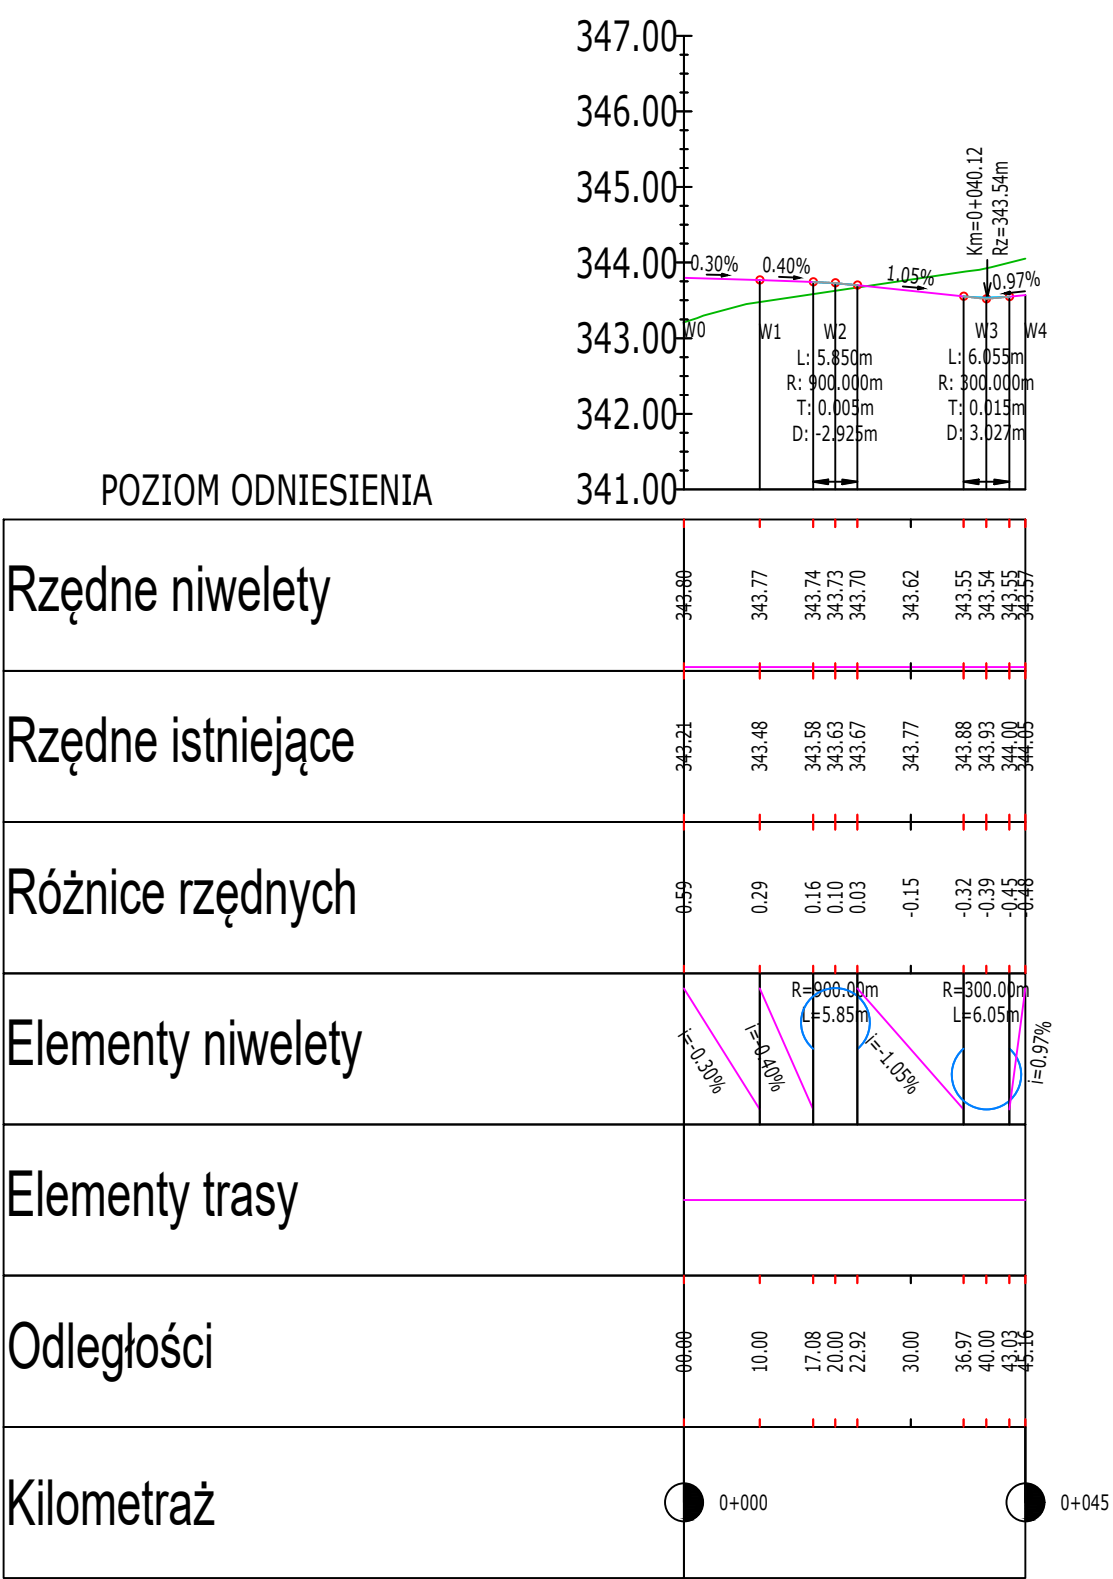 347.00
346.00
345.00
344.00
343.00
342.00
341.00
Km=0+040.12
Rz=343.54m
0.30%
0.40%
1.05%
0.97%
W0
W1
W2
L: 5.850m
R: 900.000m
T: 0.005m
D: -2.925m
W3
L: 6.055m
R: 300.000m
T: 0.015m
D: 3.027m
W4
POZIOM ODNIESIENIA
Rzędne niwelety
343.80 343.77 343.74 343.73 343.70 343.62 343.55 343.54 343.55 343.57
Rzędne istniejące
343.21 343.48 343.58 343.63 343.67 343.77 343.88 343.93 344.00 344.05
Różnice rzędnych
0.59 0.29 0.16 0.10 0.03 -0.15 -0.32 -0.39 -0.45 -0.48
Elementy niwelety
i=-0.30%
i=-0.40%
R=900.00m
L=5.85m
i=-1.05%
R=300.00m
L=6.05m
i=0.97%
Elementy trasy
Odległości
00.00 10.00 17.08 20.00 22.92 30.00 36.97 40.00 43.03 45.16
Kilometraż
0+000
0+045